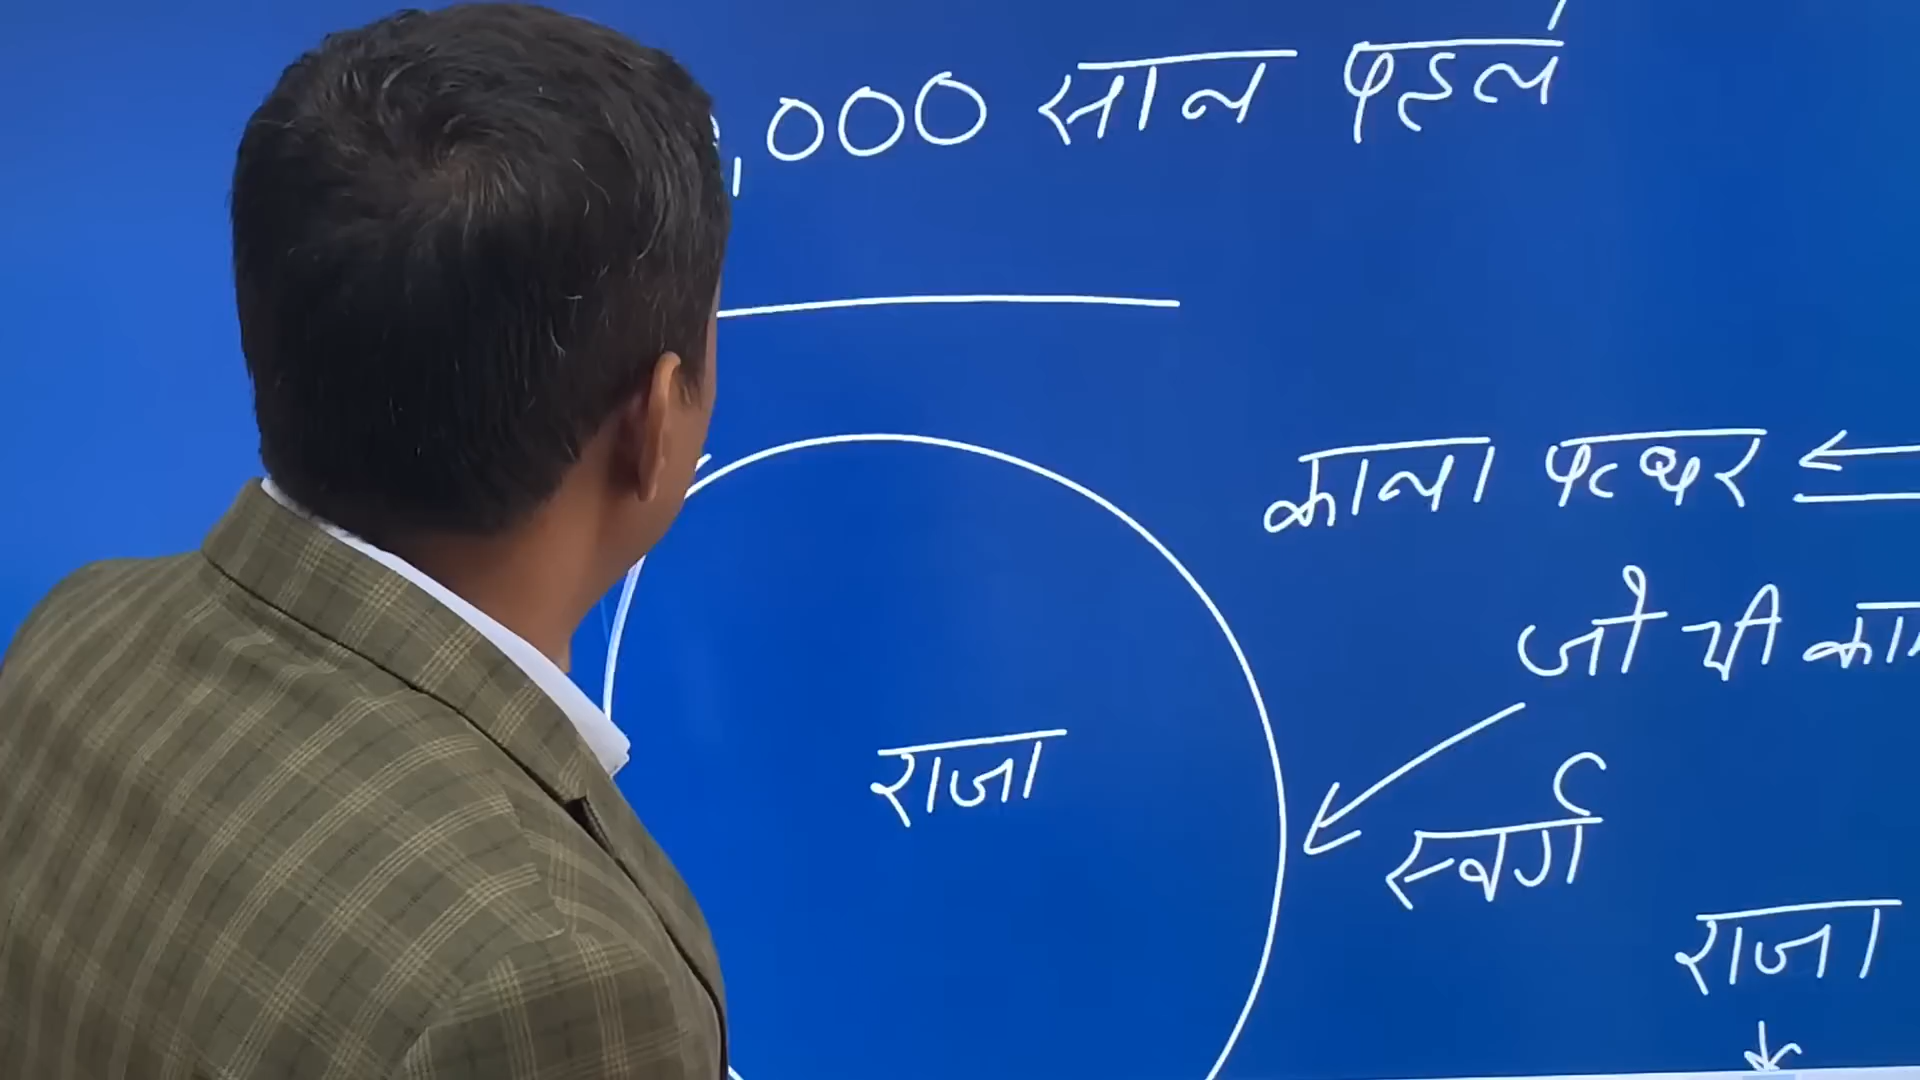 ,000 साल पहले
काला पत्थर
जो भी
राजा
स्वर्ग
राजा